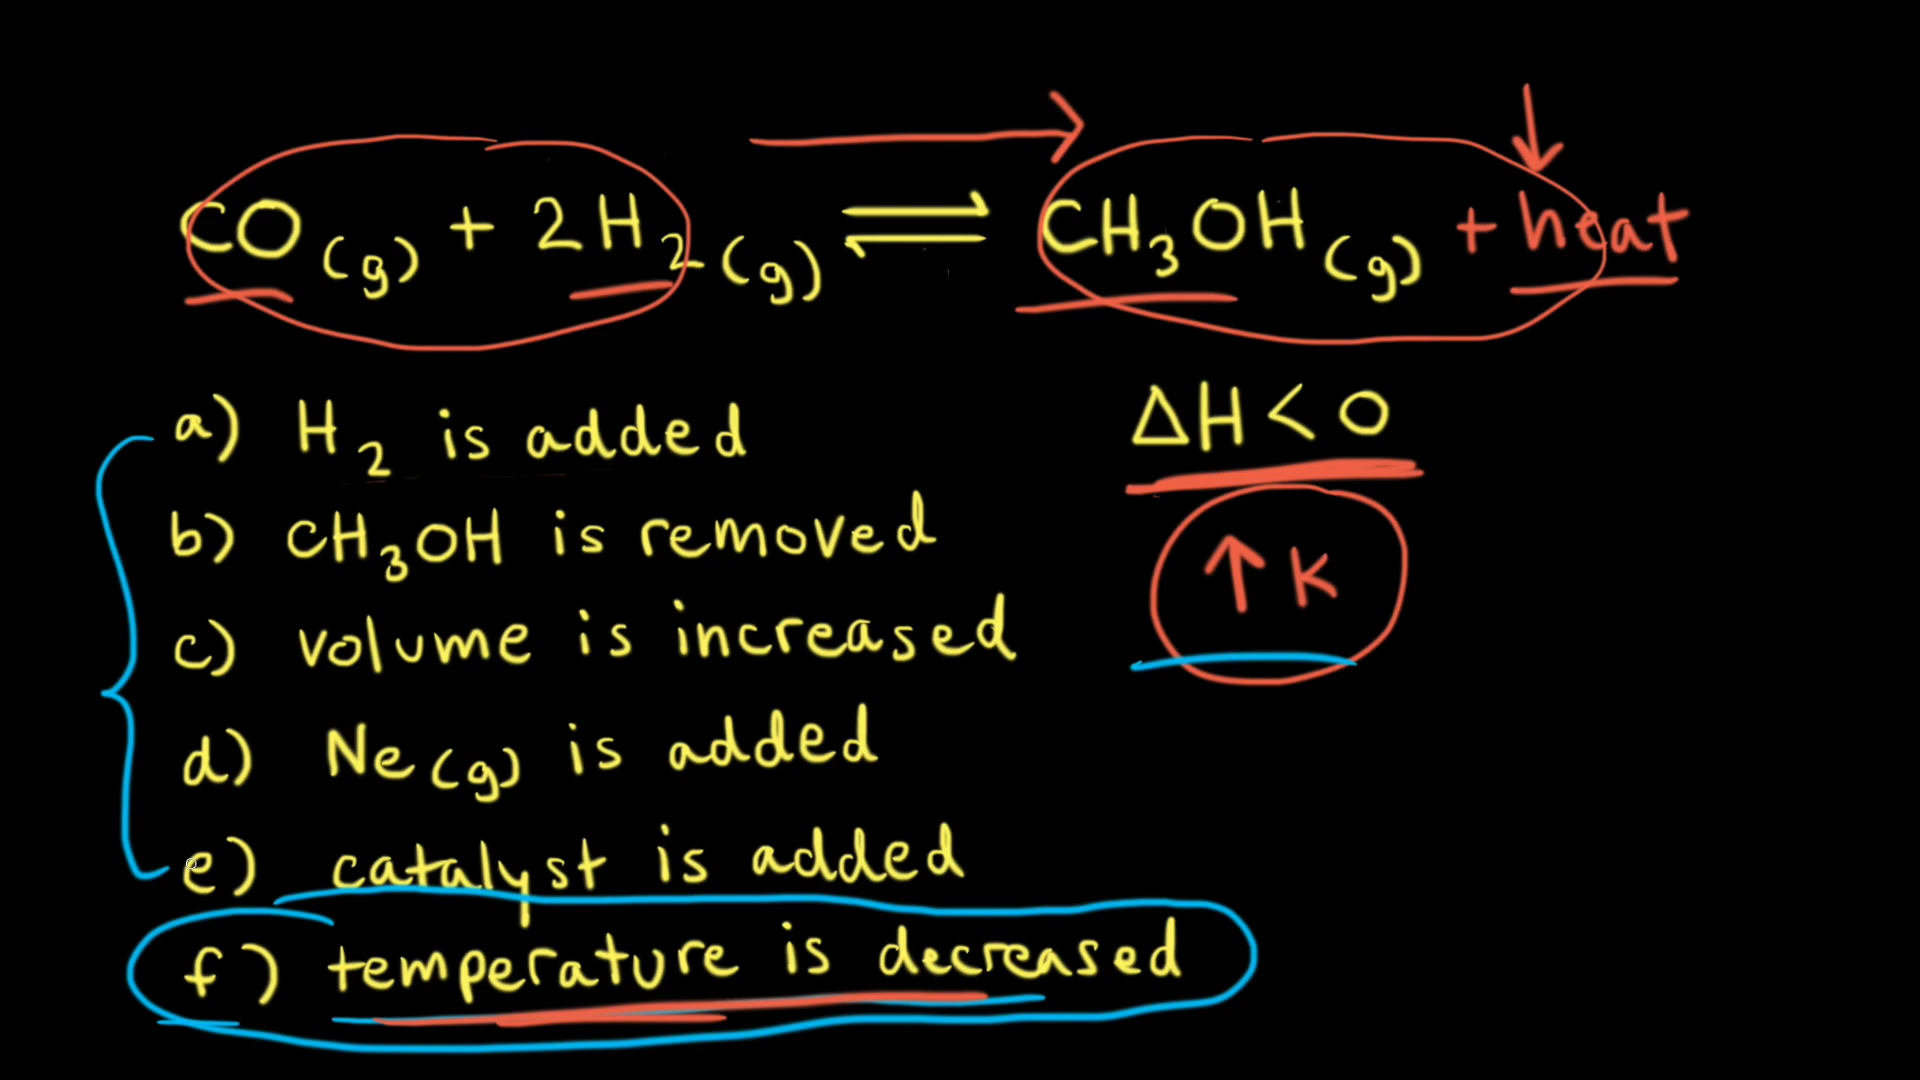 CO(g) + 2H₂(g) ⇌ CH₃OH(g) + heat
a) H₂ is added
ΔH < 0
b) CH₃OH is removed
↑ K
c) volume is increased
d) Ne(g) is added
e) catalyst is added
f) temperature is decreased